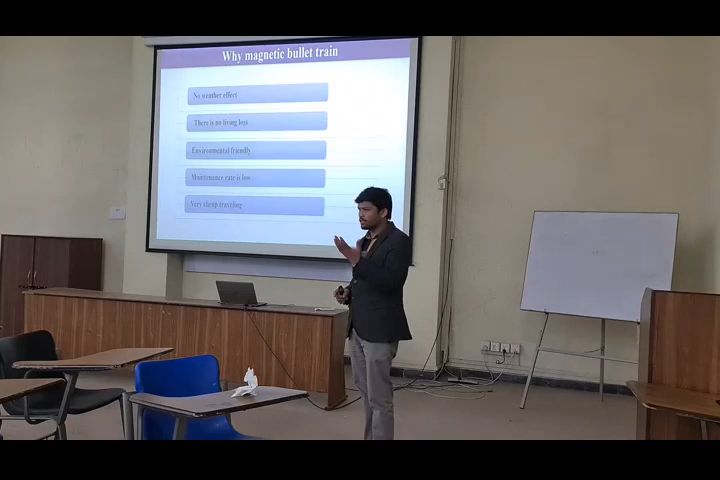 Why magnetic bullet train
No weather effect
There is no living loss
Environmental friendly
Maintenance rate is low
Very cheap traveling